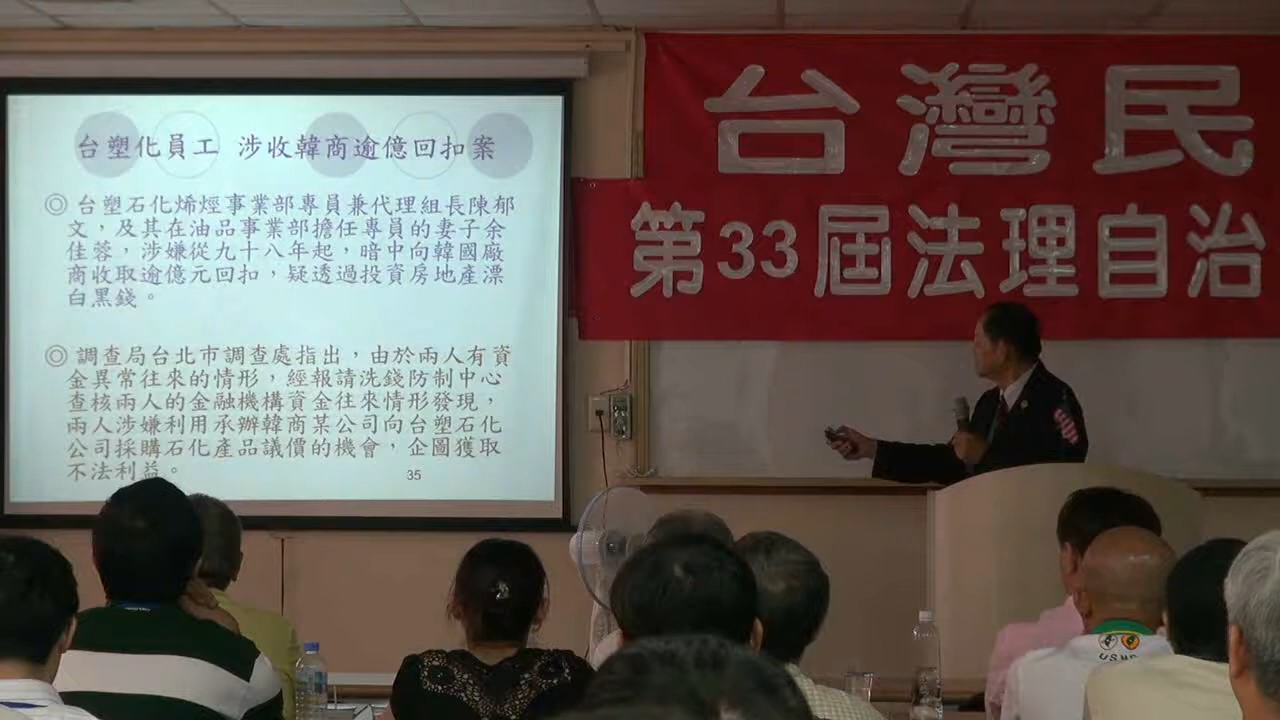 台塑化員工 涉收韓商逾億回扣案
◎ 台塑石化烯烴事業部專員兼代理組長陳郁
文，及其在油品事業部擔任專員的妻子余
佳蓉，涉嫌從九十八年起，暗中向韓國廠
商收取逾億元回扣，疑透過投資房地產漂
白黑錢。
◎ 調查局台北市調查處指出，由於兩人有資
金異常往來的情形，經報請洗錢防制中心
查核兩人的金融機構資金往來情形發現，
兩人涉嫌利用承辦韓商某公司向台塑石化
公司採購石化產品議價的機會，企圖獲取
不法利益。
35
台灣民
第33屆法理自治